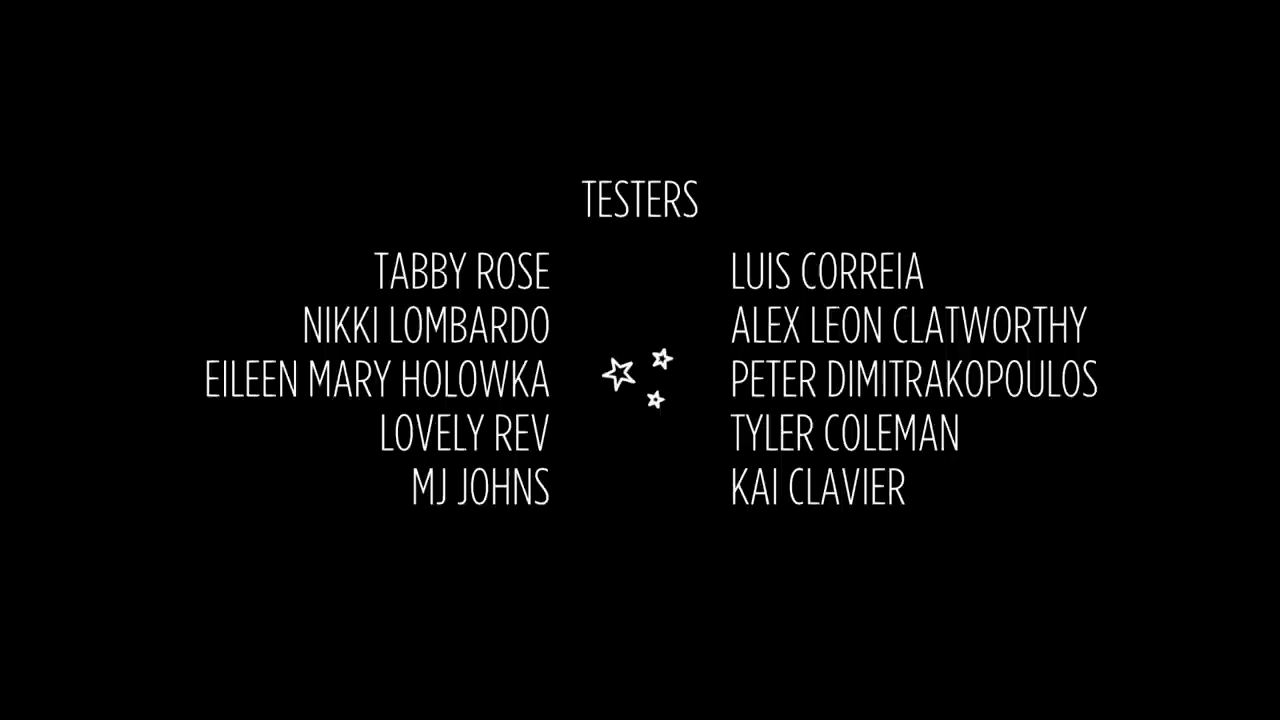 TESTERS
TABBY ROSE
NIKKI LOMBARDO
EILEEN MARY HOLOWKA
LOVELY REV
MJ JOHNS
LUIS CORREIA
ALEX LEON CLATWORTHY
PETER DIMITRAKOPOULOS
TYLER COLEMAN
KAI CLAVIER